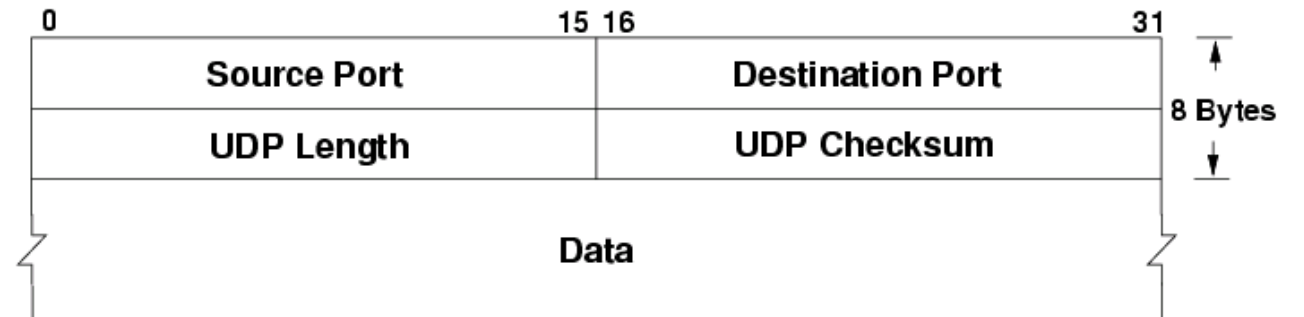 0 15 16 31
Source Port Destination Port
8 Bytes
UDP Length UDP Checksum
Data